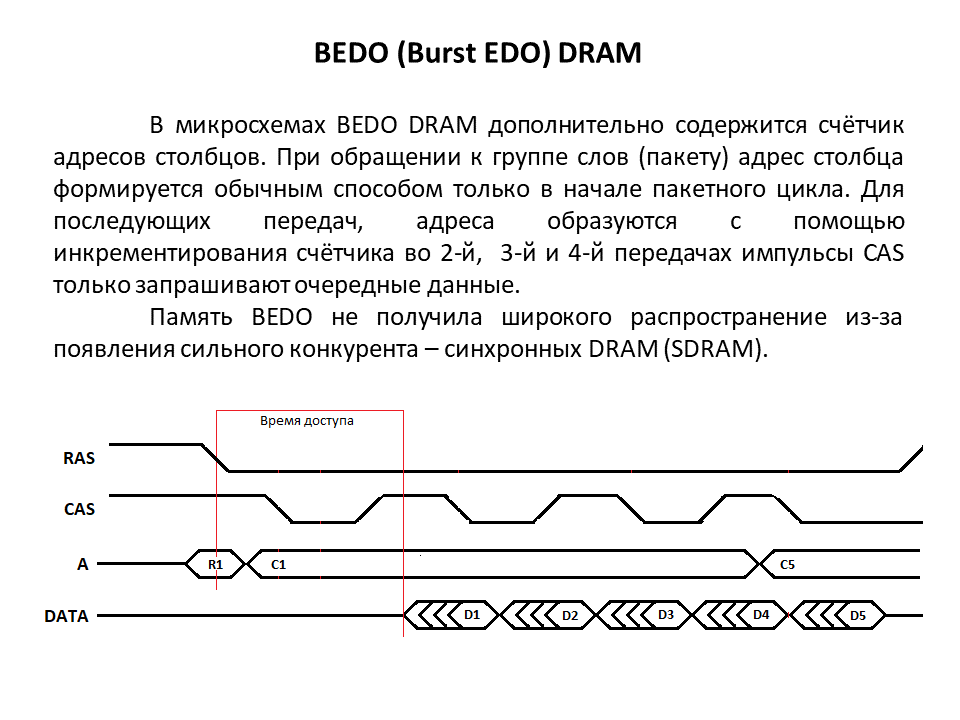 BEDO (Burst EDO) DRAM
В микросхемах BEDO DRAM дополнительно содержится счётчик
адресов столбцов. При обращении к группе слов (пакету) адрес столбца
формируется обычным способом только в начале пакетного цикла. Для
последующих передач, адреса образуются с помощью
инкрементирования счётчика во 2-й, 3-й и 4-й передачах импульсы CAS
только запрашивают очередные данные.
Память BEDO не получила широкого распространение из-за
появления сильного конкурента – синхронных DRAM (SDRAM).
Время доступа
RAS
CAS
A R1 C1 C5
DATA D1 D2 D3 D4 D5